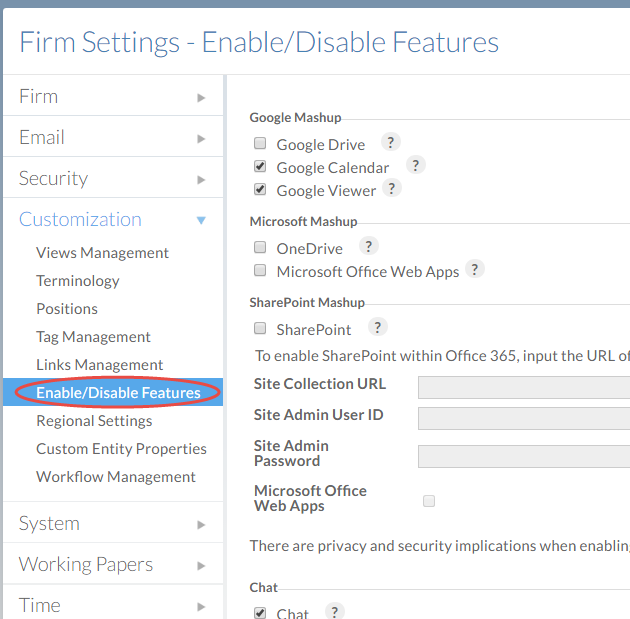 Firm Settings - Enable/Disable Features
Firm
Email
Security
Customization
Views Management
Terminology
Positions
Tag Management
Links Management
Enable/Disable Features
Regional Settings
Custom Entity Properties
Workflow Management
System
Working Papers
Time
Google Mashup
Google Drive ?
Google Calendar ?
Google Viewer ?
Microsoft Mashup
OneDrive ?
Microsoft Office Web Apps ?
SharePoint Mashup
SharePoint ?
To enable SharePoint within Office 365, input the URL of
Site Collection URL
Site Admin User ID
Site Admin
Password
Microsoft Office
Web Apps
There are privacy and security implications when enabling
Chat
Chat ?